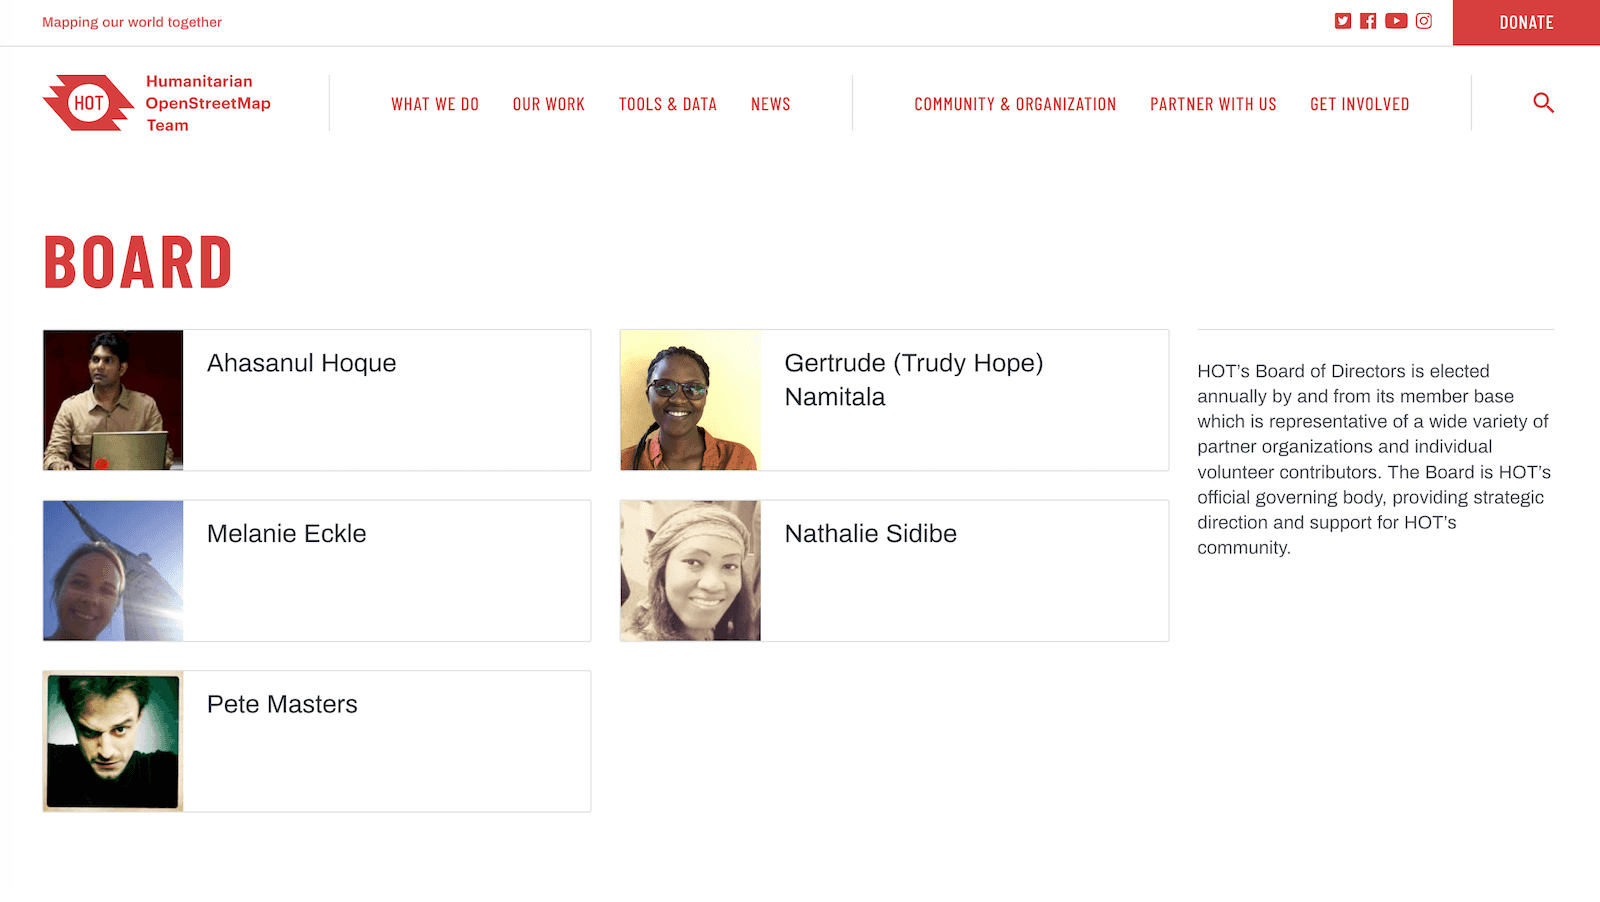 Mapping our world together
DONATE
HOT
Humanitarian
OpenStreetMap
Team
WHAT WE DO
OUR WORK
TOOLS & DATA
NEWS
COMMUNITY & ORGANIZATION
PARTNER WITH US
GET INVOLVED
BOARD
Ahasanul Hoque
Gertrude (Trudy Hope)
Namitala
Melanie Eckle
Nathalie Sidibe
Pete Masters
HOT’s Board of Directors is elected
annually by and from its member base
which is representative of a wide variety of
partner organizations and individual
volunteer contributors. The Board is HOT’s
official governing body, providing strategic
direction and support for HOT’s
community.